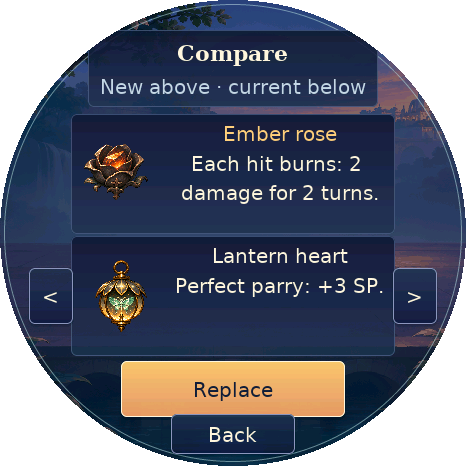 Compare
New above · current below
Ember rose
Each hit burns: 2
damage for 2 turns.
Lantern heart
Perfect parry: +3 SP.
<
>
Replace
Back